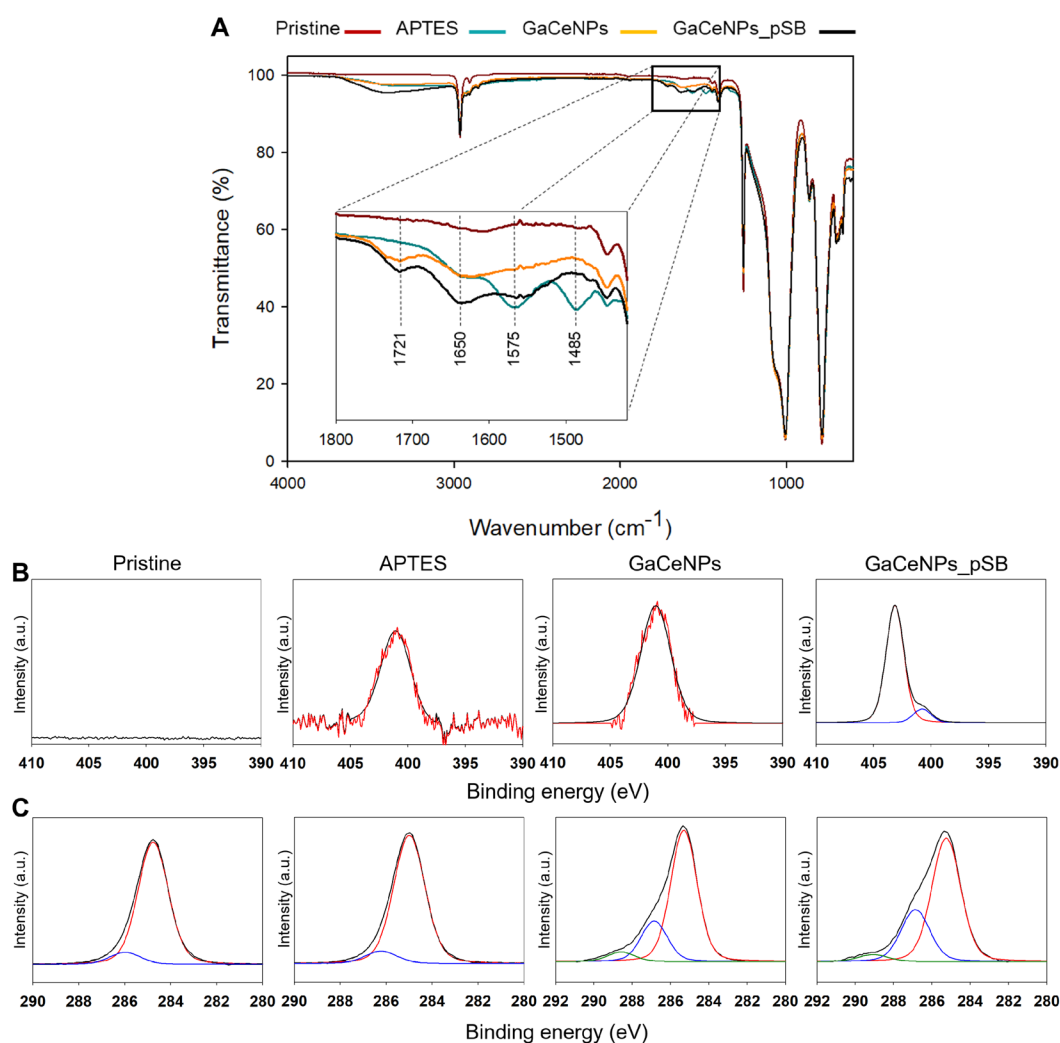 A
Pristine APTES GaCeNPs GaCeNPs_pSB
100
80
60
40
20
0
Transmittance (%)
1721
1650
1575
1485
1800 1700 1600 1500
4000 3000 2000 1000
Wavenumber (cm-1)
B
Pristine APTES GaCeNPs GaCeNPs_pSB
Intensity (a.u.) Intensity (a.u.) Intensity (a.u.) Intensity (a.u.)
410 405 400 395 390 410 405 400 395 390 410 405 400 395 390 410 405 400 395 390
Binding energy (eV)
C
Intensity (a.u.) Intensity (a.u.) Intensity (a.u.) Intensity (a.u.)
290 288 286 284 282 280 290 288 286 284 282 280 292 290 288 286 284 282 280 292 290 288 286 284 282 280
Binding energy (eV)